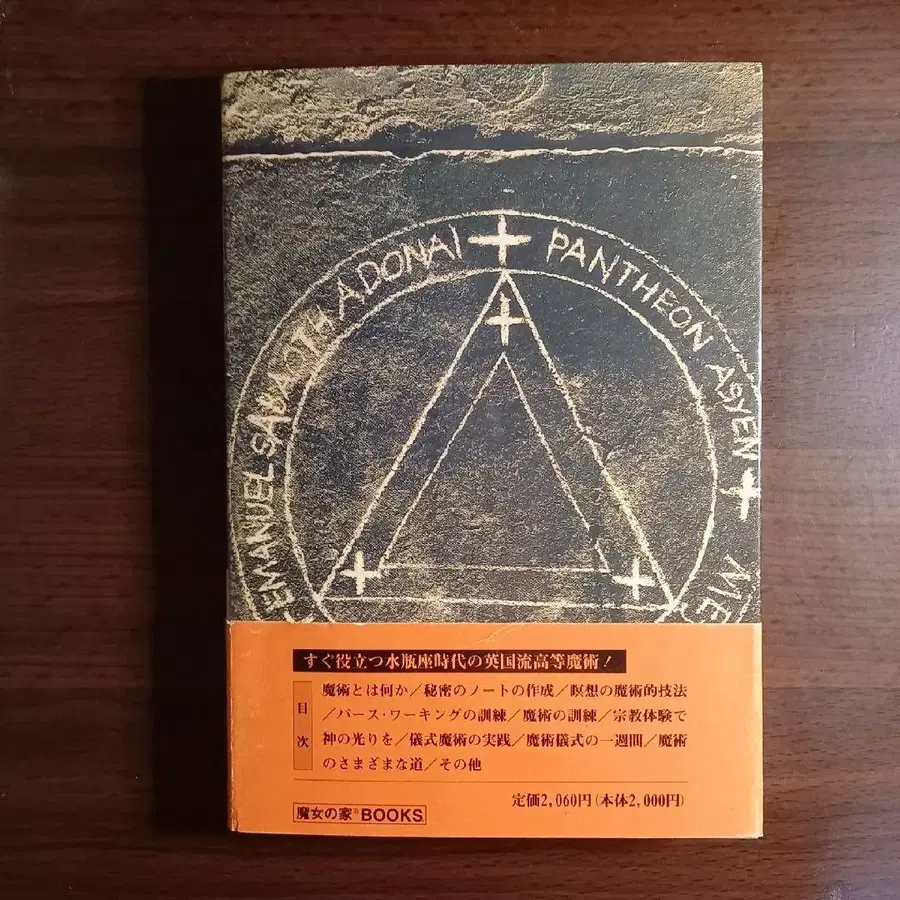 EMANUEL SABAOTH ADONAI + PANTHEON ASYEN + ME
すぐ役立つ水瓶座時代の英国流高等魔術!
目次
魔術とは何か/秘密のノートの作成/瞑想の魔術的技法
/パース・ワーキングの訓練/魔術の訓練/宗教体験で
神の光りを/儀式魔術の実践/魔術儀式の一週間/魔術
のさまざまな道/その他
定価2,060円(本体2,000円)
魔女の家 BOOKS